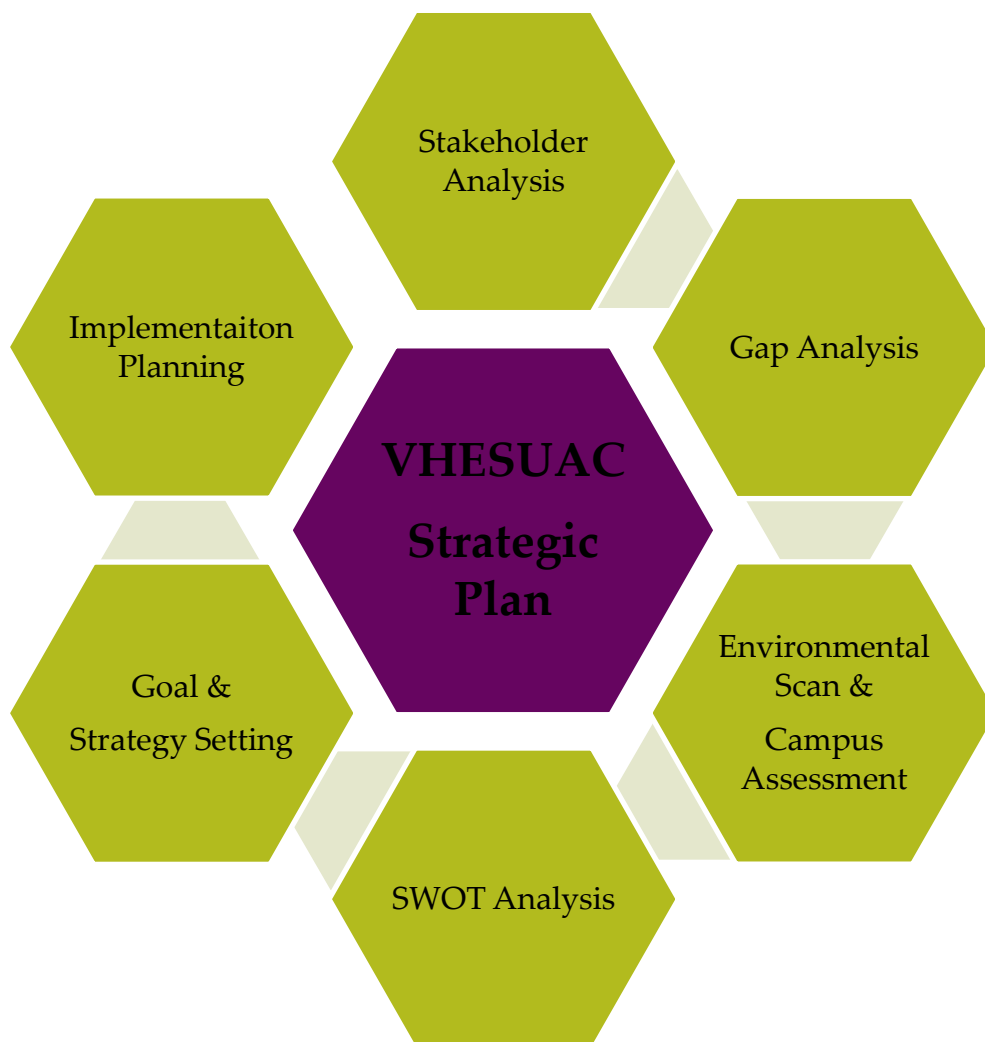 Stakeholder
Analysis
Gap Analysis
Environmental
Scan &
Campus
Assessment
SWOT Analysis
Goal &
Strategy Setting
Implementaiton
Planning
VHESUAC
Strategic
Plan